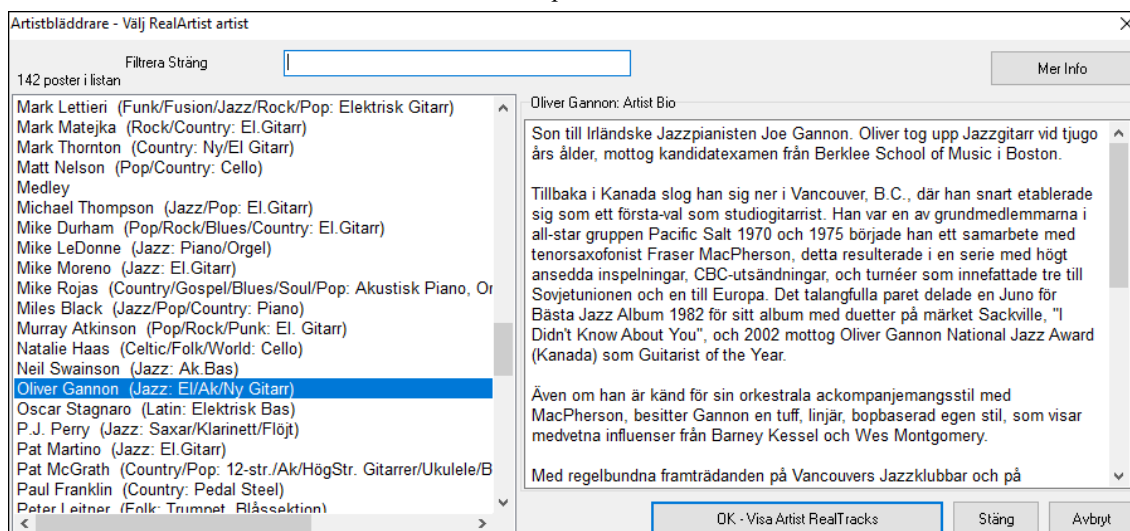 Artistbläddrare - Välj RealArtist artist
Filtrera Sträng
142 poster i listan
Mer Info
Mark Lettieri (Funk/Fusion/Jazz/Rock/Pop: Elektrisk Gitarr)
Mark Matejka (Rock/Country: El.Gitarr)
Mark Thornton (Country: Ny/El Gitarr)
Matt Nelson (Pop/Country: Cello)
Medley
Michael Thompson (Jazz/Pop: El.Gitarr)
Mike Durham (Pop/Rock/Blues/Country: El.Gitarr)
Mike LeDonne (Jazz: Piano/Orgel)
Mike Moreno (Jazz: El.Gitarr)
Mike Rojas (Country/Gospel/Blues/Soul/Pop: Akustisk Piano, Or
Miles Black (Jazz/Pop/Country: Piano)
Murray Atkinson (Pop/Rock/Punk: El. Gitarr)
Natalie Haas (Celtic/Folk/World: Cello)
Neil Swainson (Jazz: Ak.Bas)
Oliver Gannon (Jazz: El/Ak/Ny Gitarr)
Oscar Stagnaro (Latin: Elektrisk Bas)
P.J. Perry (Jazz: Saxar/Klarinett/Flöjt)
Pat Martino (Jazz: El.Gitarr)
Pat McGrath (Country/Pop: 12-str./Ak/HögStr. Gitarrer/Ukulele/B
Paul Franklin (Country: Pedal Steel)
Peter Leitner (Folk: Trumpet, Blåssektion)
Oliver Gannon: Artist Bio
Son till Irländske Jazzpianisten Joe Gannon. Oliver tog upp Jazzgitarr vid tjugo
års ålder, mottog kandidatexamen från Berklee School of Music i Boston.
Tillbaka i Kanada slog han sig ner i Vancouver, B.C., där han snart etablerade
sig som ett första-val som studiogitarrist. Han var en av grundmedlemmarna i
all-star gruppen Pacific Salt 1970 och 1975 började han ett samarbete med
tenorsaxofonist Fraser MacPherson, detta resulterade i en serie med högt
ansedda inspelningar, CBC-utsändningar, och turnéer som innefattade tre till
Sovjetunionen och en till Europa. Det talangfulla paret delade en Juno för
Bästa Jazz Album 1982 för sitt album med duetter på märket Sackville, "I
Didn't Know About You", och 2002 mottog Oliver Gannon National Jazz Award
(Kanada) som Guitarist of the Year.
Även om han är känd för sin orkestrala ackompanjemangsstil med
MacPherson, besitter Gannon en tuff, linjär, bopbaserad egen stil, som visar
medvetna influenser från Barney Kessel och Wes Montgomery.
Med regelbundna framträdanden på Vancouvers Jazzklubbar och på
OK - Visa Artist RealTracks
Stäng
Avbryt